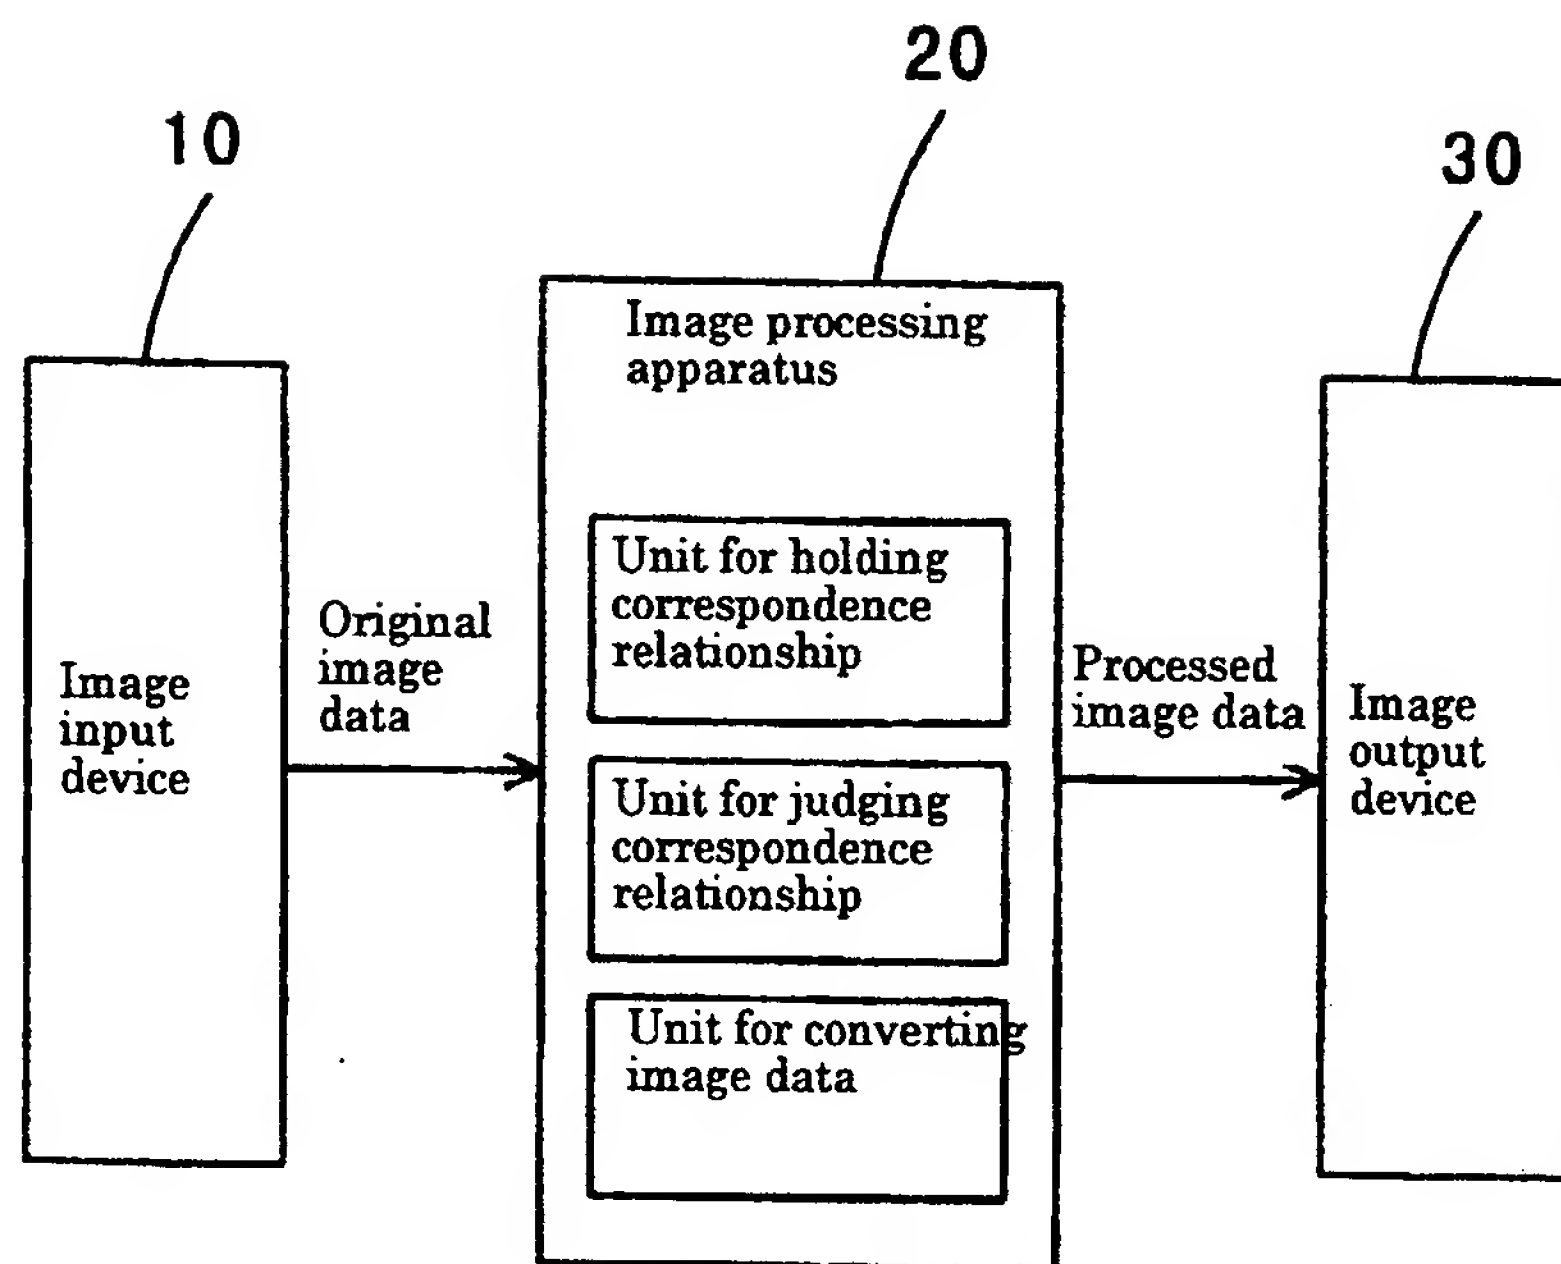 20
10
30
Image processing
apparatus
Unit for holding
correspondence
relationship
Original
image
data
Processed
image data
Image
input
device
Image
output
device
Unit for judging
correspondence
relationship
Unit for converting
image data